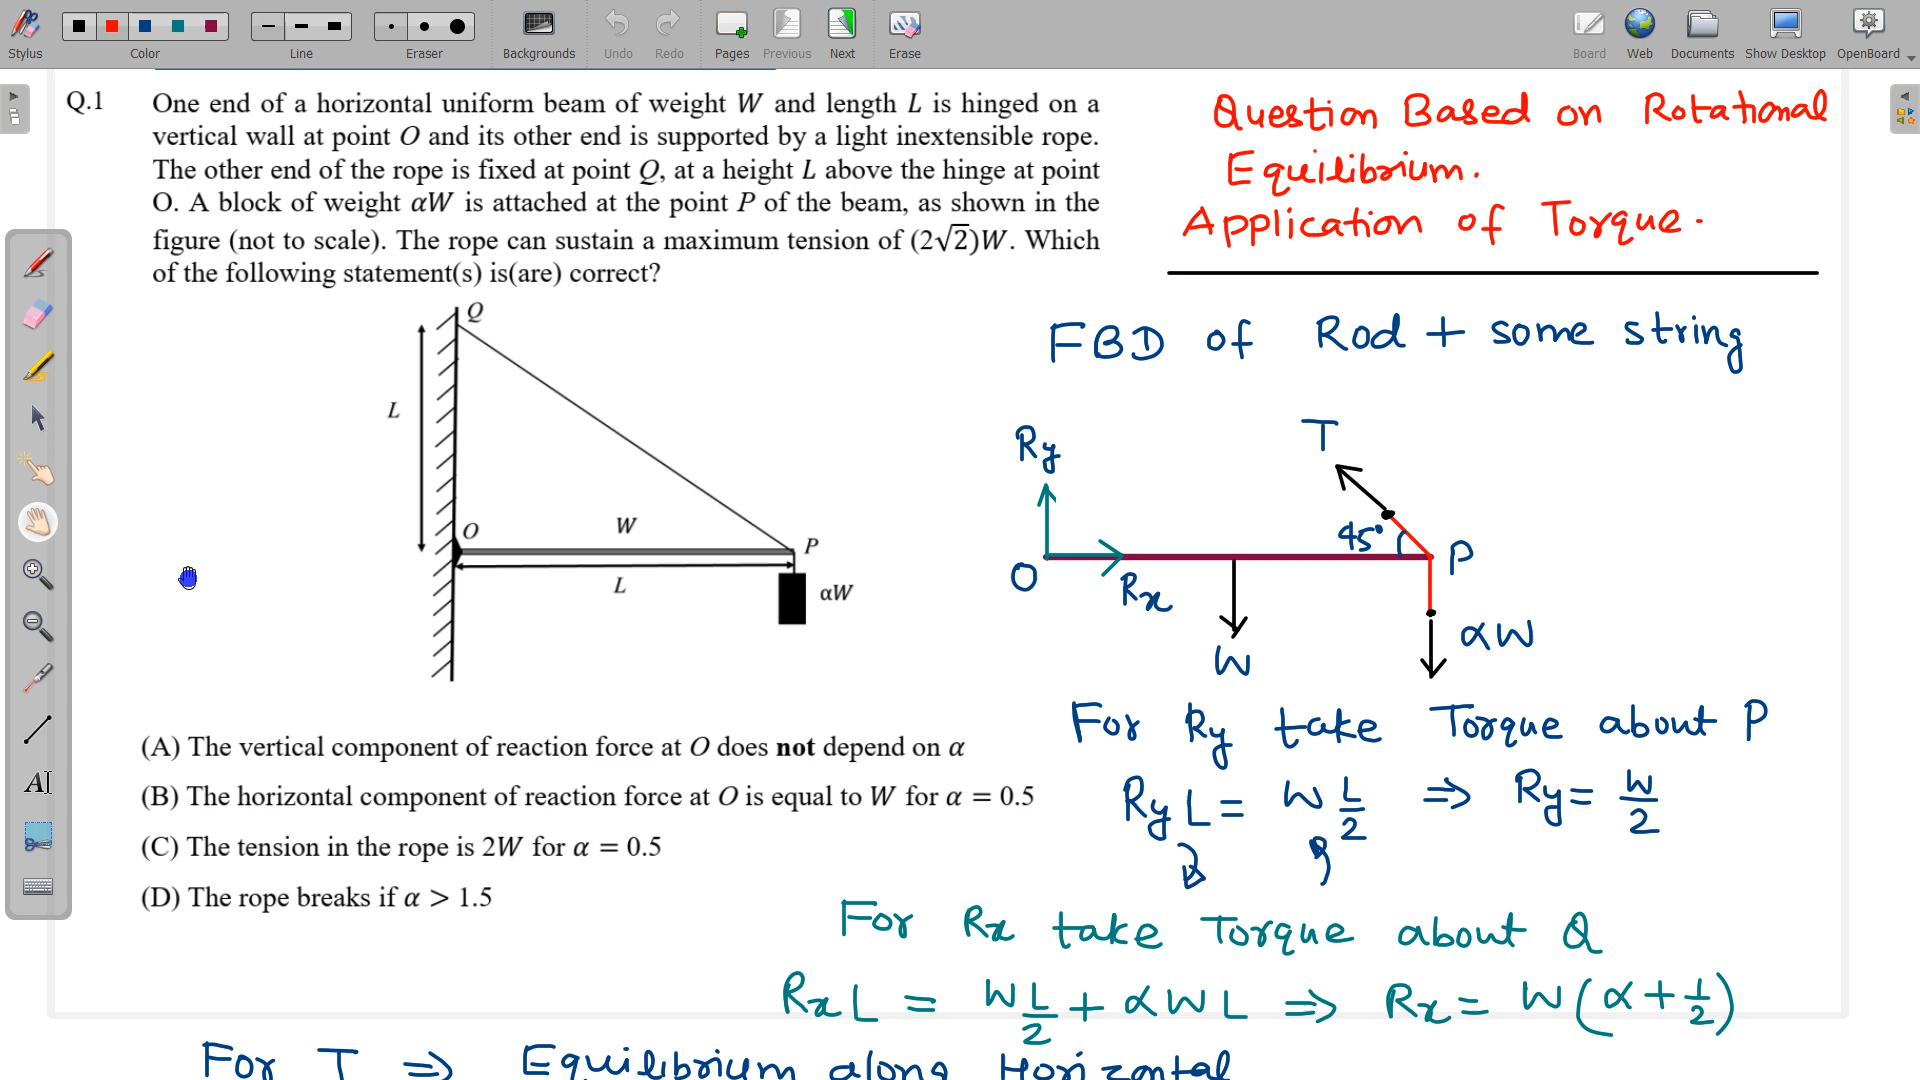 Stylus
Color
Line
Eraser
Backgrounds
Undo
Redo
Pages
Previous
Next
Erase
Board
Web
Documents
Show Desktop
OpenBoard
Q.1 One end of a horizontal uniform beam of weight W and length L is hinged on a
vertical wall at point O and its other end is supported by a light inextensible rope.
The other end of the rope is fixed at point Q, at a height L above the hinge at point
O. A block of weight αW is attached at the point P of the beam, as shown in the
figure (not to scale). The rope can sustain a maximum tension of (2√2)W. Which
of the following statement(s) is(are) correct?
Q
L
O
W
P
L
αW
(A) The vertical component of reaction force at O does not depend on α
(B) The horizontal component of reaction force at O is equal to W for α = 0.5
(C) The tension in the rope is 2W for α = 0.5
(D) The rope breaks if α > 1.5
Question Based on Rotational
Equilibrium.
Application of Torque.
FBD of Rod + some string
Ry
T
45°
P
O
Rx
W
αW
For Ry take Torque about P
Ry L = W L/2 ⇒ Ry = W/2
For Rx take Torque about Q
Rx L = W L/2 + αWL ⇒ Rx = W(α + 1/2)
For T ⇒ Equilibrium along Horizontal
AI